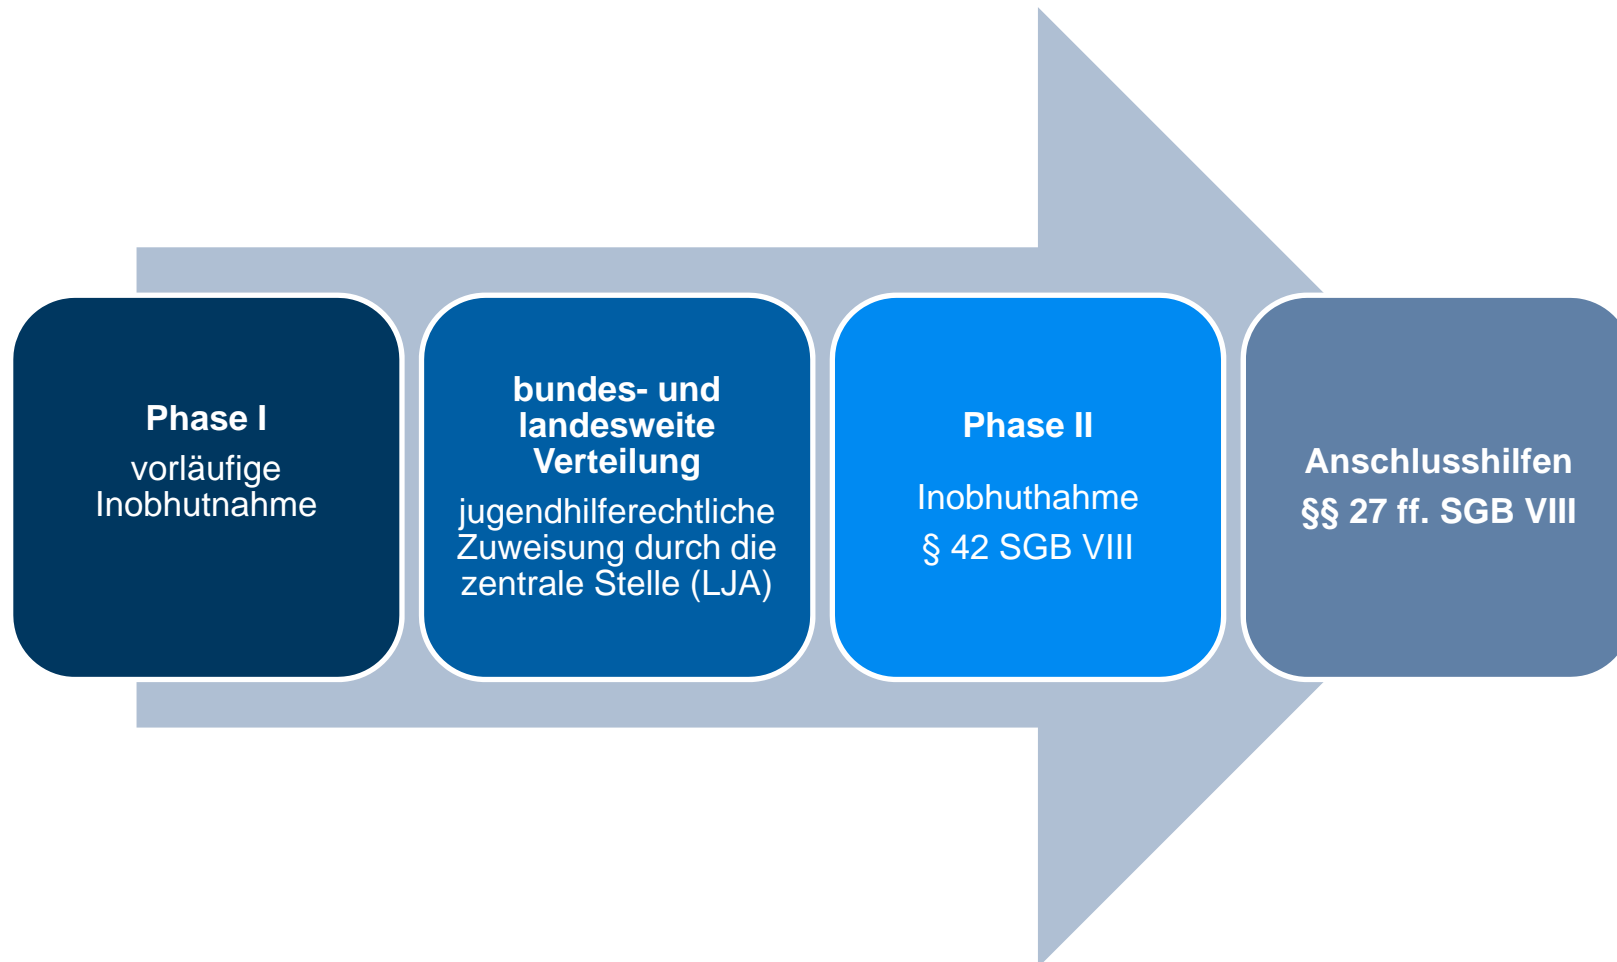 Phase I
vorläufige
Inobhutnahme
bundes- und
landesweite
Verteilung
jugendhilferechtliche
Zuweisung durch die
zentrale Stelle (LJA)
Phase II
Inobhuthahme
§ 42 SGB VIII
Anschlusshilfen
§§ 27 ff. SGB VIII